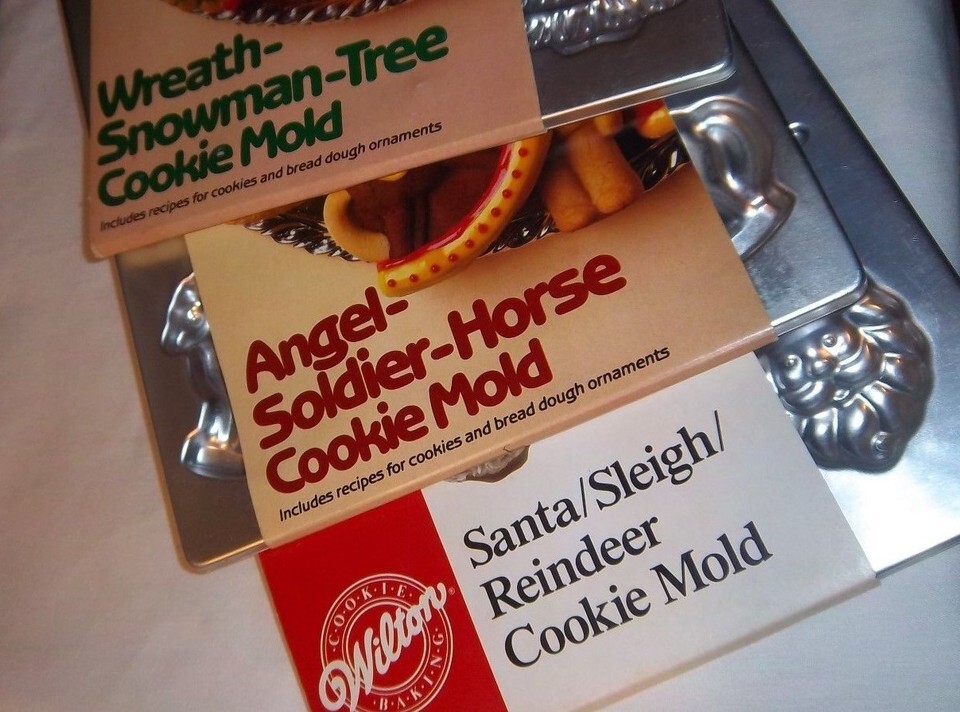 Wreath-
Snowman-Tree
Cookie Mold
Includes recipes for cookies and bread dough ornaments
Angel-
Soldier-Horse
Cookie Mold
Includes recipes for cookies and bread dough ornaments
Santa/Sleigh/
Reindeer
Cookie Mold
COOKIE
Wilton®
BAKING